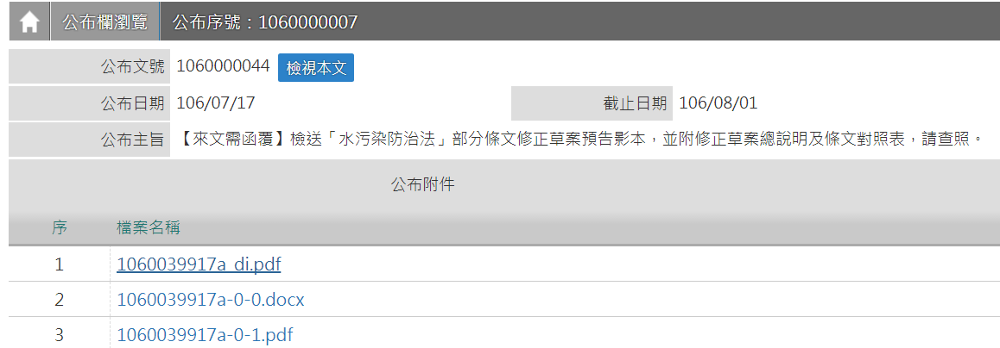 公布欄瀏覽 公布序號：1060000007
公布文號 1060000044 檢視本文
公布日期 106/07/17 截止日期 106/08/01
公布主旨 【來文需函覆】檢送「水污染防治法」部分條文修正草案預告影本，並附修正草案總說明及條文對照表，請查照。
公布附件
序 檔案名稱
1 1060039917a_di.pdf
2 1060039917a-0-0.docx
3 1060039917a-0-1.pdf